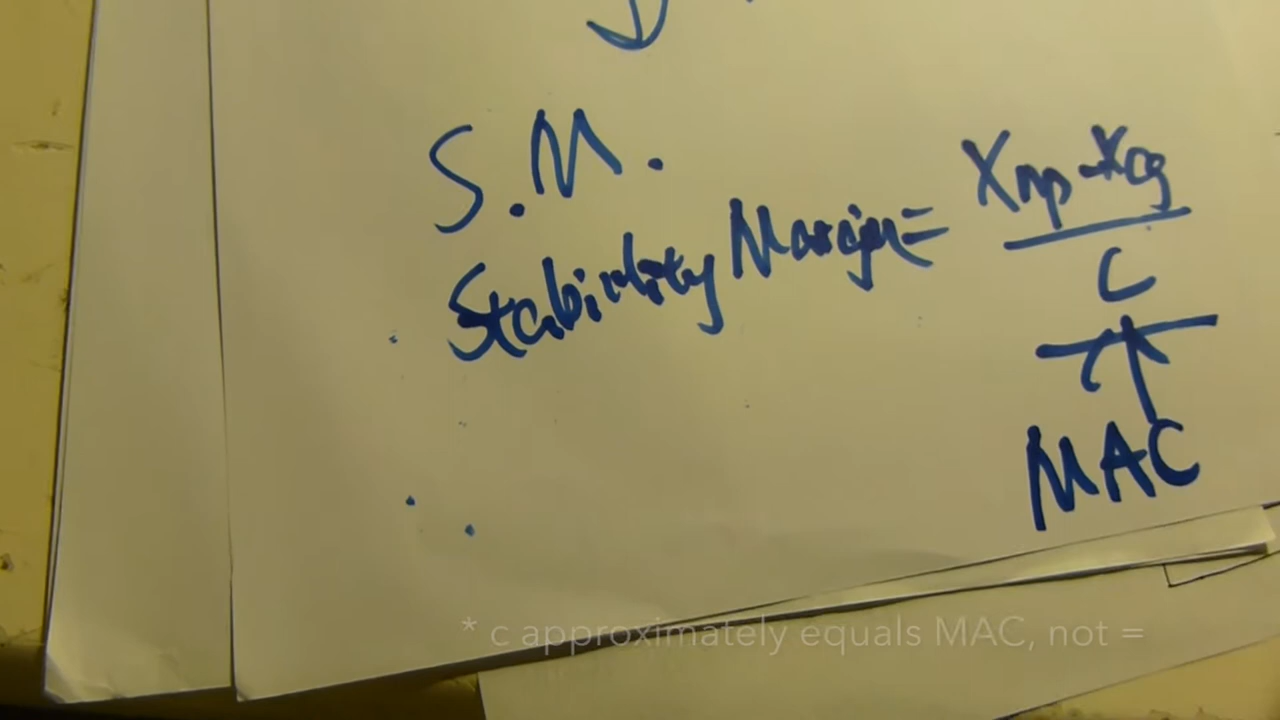 S.M.
Stability Margin = Xnp - Xcg
C
MAC
* c approximately equals MAC, not =